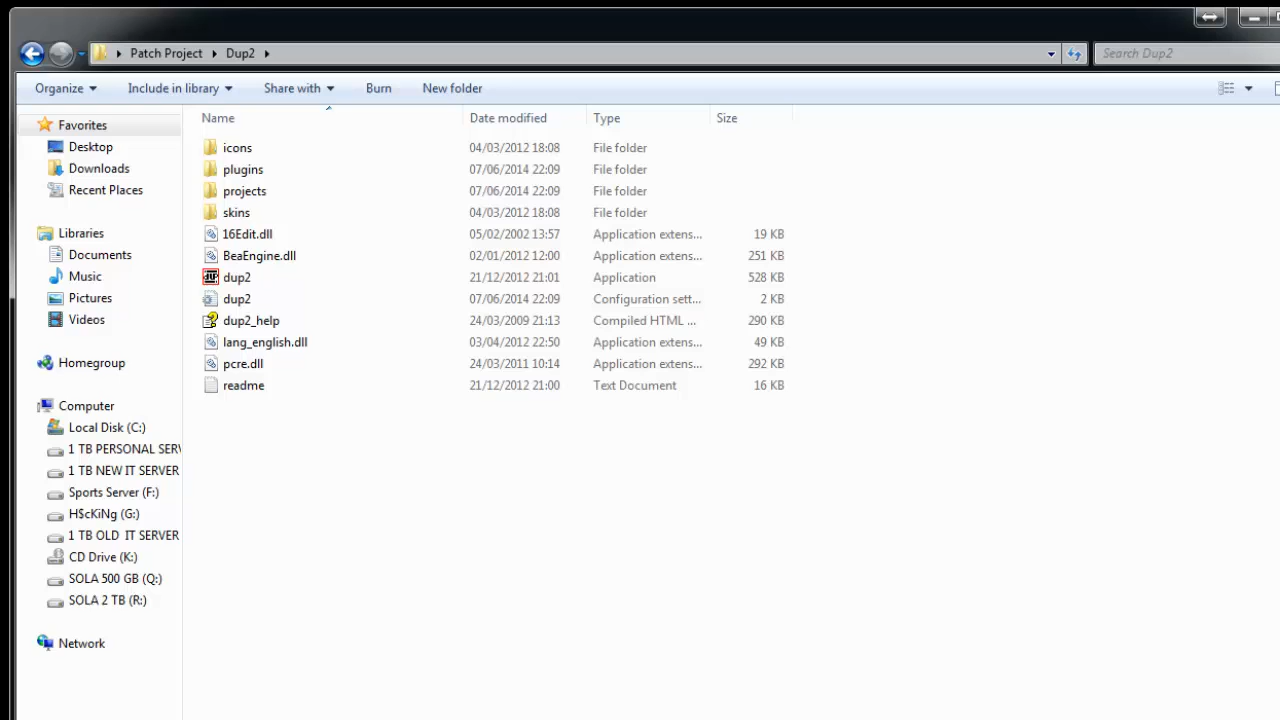 Patch Project Dup2
Search Dup2
Organize Include in library Share with Burn New folder
Name Date modified Type Size
Favorites
Desktop
Downloads
Recent Places
Libraries
Documents
Music
Pictures
Videos
Homegroup
Computer
Local Disk (C:)
1 TB PERSONAL SERV
1 TB NEW IT SERVER
Sports Server (F:)
H$cKiNg (G:)
1 TB OLD IT SERVER
CD Drive (K:)
SOLA 500 GB (Q:)
SOLA 2 TB (R:)
Network
icons 04/03/2012 18:08 File folder
plugins 07/06/2014 22:09 File folder
projects 07/06/2014 22:09 File folder
skins 04/03/2012 18:08 File folder
16Edit.dll 05/02/2002 13:57 Application extens... 19 KB
BeaEngine.dll 02/01/2012 12:00 Application extens... 251 KB
dup2 21/12/2012 21:01 Application 528 KB
dup2 07/06/2014 22:09 Configuration sett... 2 KB
dup2_help 24/03/2009 21:13 Compiled HTML ... 290 KB
lang_english.dll 03/04/2012 22:50 Application extens... 49 KB
pcre.dll 24/03/2011 10:14 Application extens... 292 KB
readme 21/12/2012 21:00 Text Document 16 KB